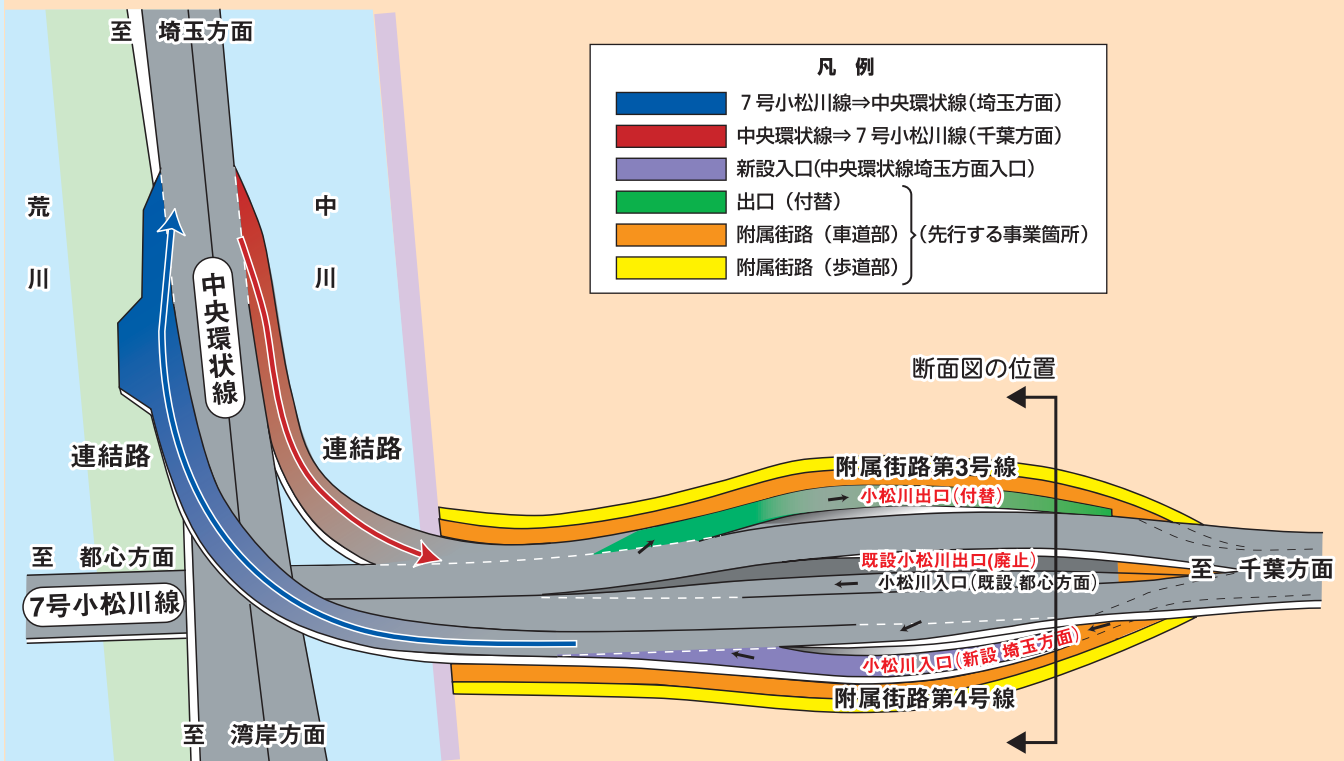 至 埼玉方面
凡 例
7号小松川線⇒中央環状線(埼玉方面)
中央環状線⇒7号小松川線(千葉方面)
新設入口(中央環状線埼玉方面入口)
出口(付替)
附属街路(車道部)
(先行する事業箇所)
附属街路(歩道部)
荒川
中川
中央環状線
断面図の位置
連結路
連結路
附属街路第3号線
小松川出口(付替)
至 都心方面
既設小松川出口(廃止)
小松川入口(既設.都心方面)
至 千葉方面
7号小松川線
小松川入口(新設 埼玉方面)
附属街路第4号線
至 湾岸方面